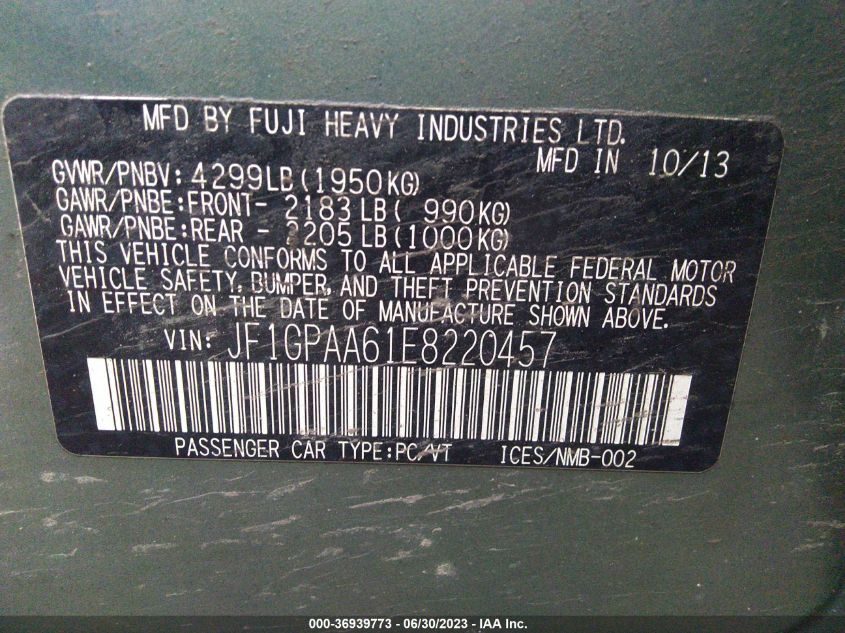 MFD BY FUJI HEAVY INDUSTRIES LTD.
MFD IN 10/13
GVWR/PNBV: 4299LB (1950KG)
GAWR/PNBE:FRONT- 2183 LB ( 990KG)
GAWR/PNBE:REAR - 2205 LB (1000KG)
THIS VEHICLE CONFORMS TO ALL APPLICABLE FEDERAL MOTOR
VEHICLE SAFETY, BUMPER, AND THEFT PREVENTION STANDARDS
IN EFFECT ON THE DATE OF MANUFACTURE SHOWN ABOVE.
VIN: JF1GPAA61E8220457
PASSENGER CAR TYPE:PC/VT ICES/NMB-002
000-36939773 - 06/30/2023 - IAA Inc.